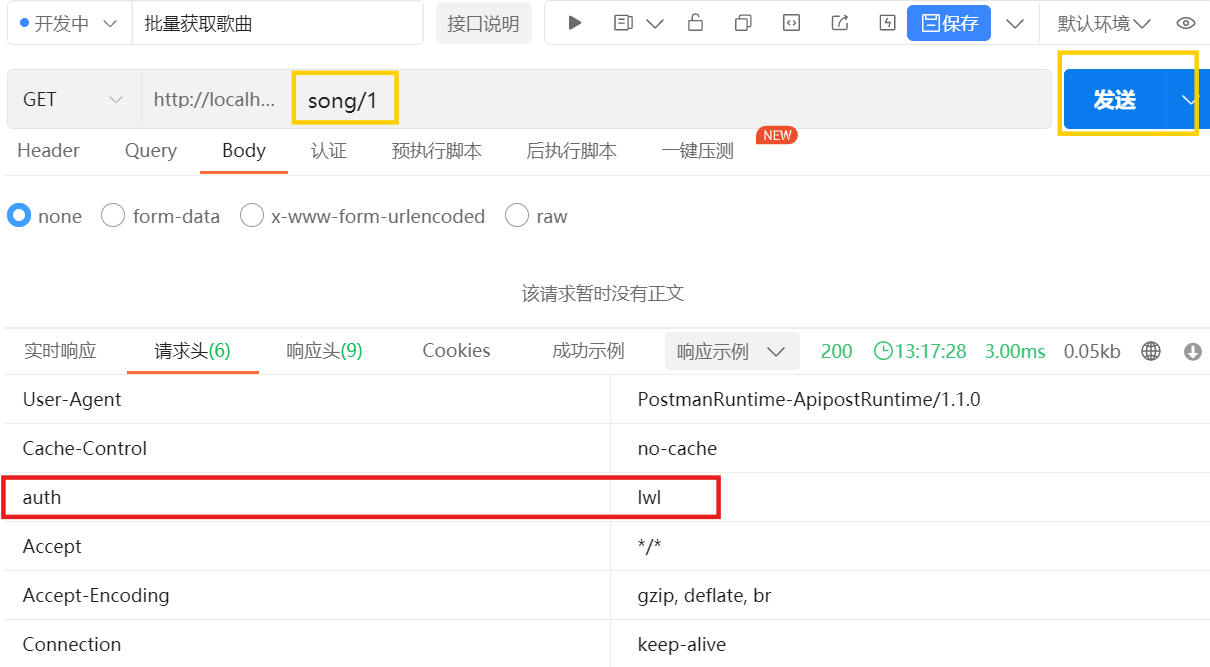 开发中 批量获取歌曲 接口说明 保存 默认环境
GET http://localh... song/1 发送
Header Query Body 认证 预执行脚本 后执行脚本 一键压测 NEW
none form-data x-www-form-urlencoded raw
该请求暂时没有正文
实时响应 请求头(6) 响应头(9) Cookies 成功示例 响应示例 200 13:17:28 3.00ms 0.05kb
User-Agent PostmanRuntime-ApipostRuntime/1.1.0
Cache-Control no-cache
auth lwl
Accept */*
Accept-Encoding gzip, deflate, br
Connection keep-alive